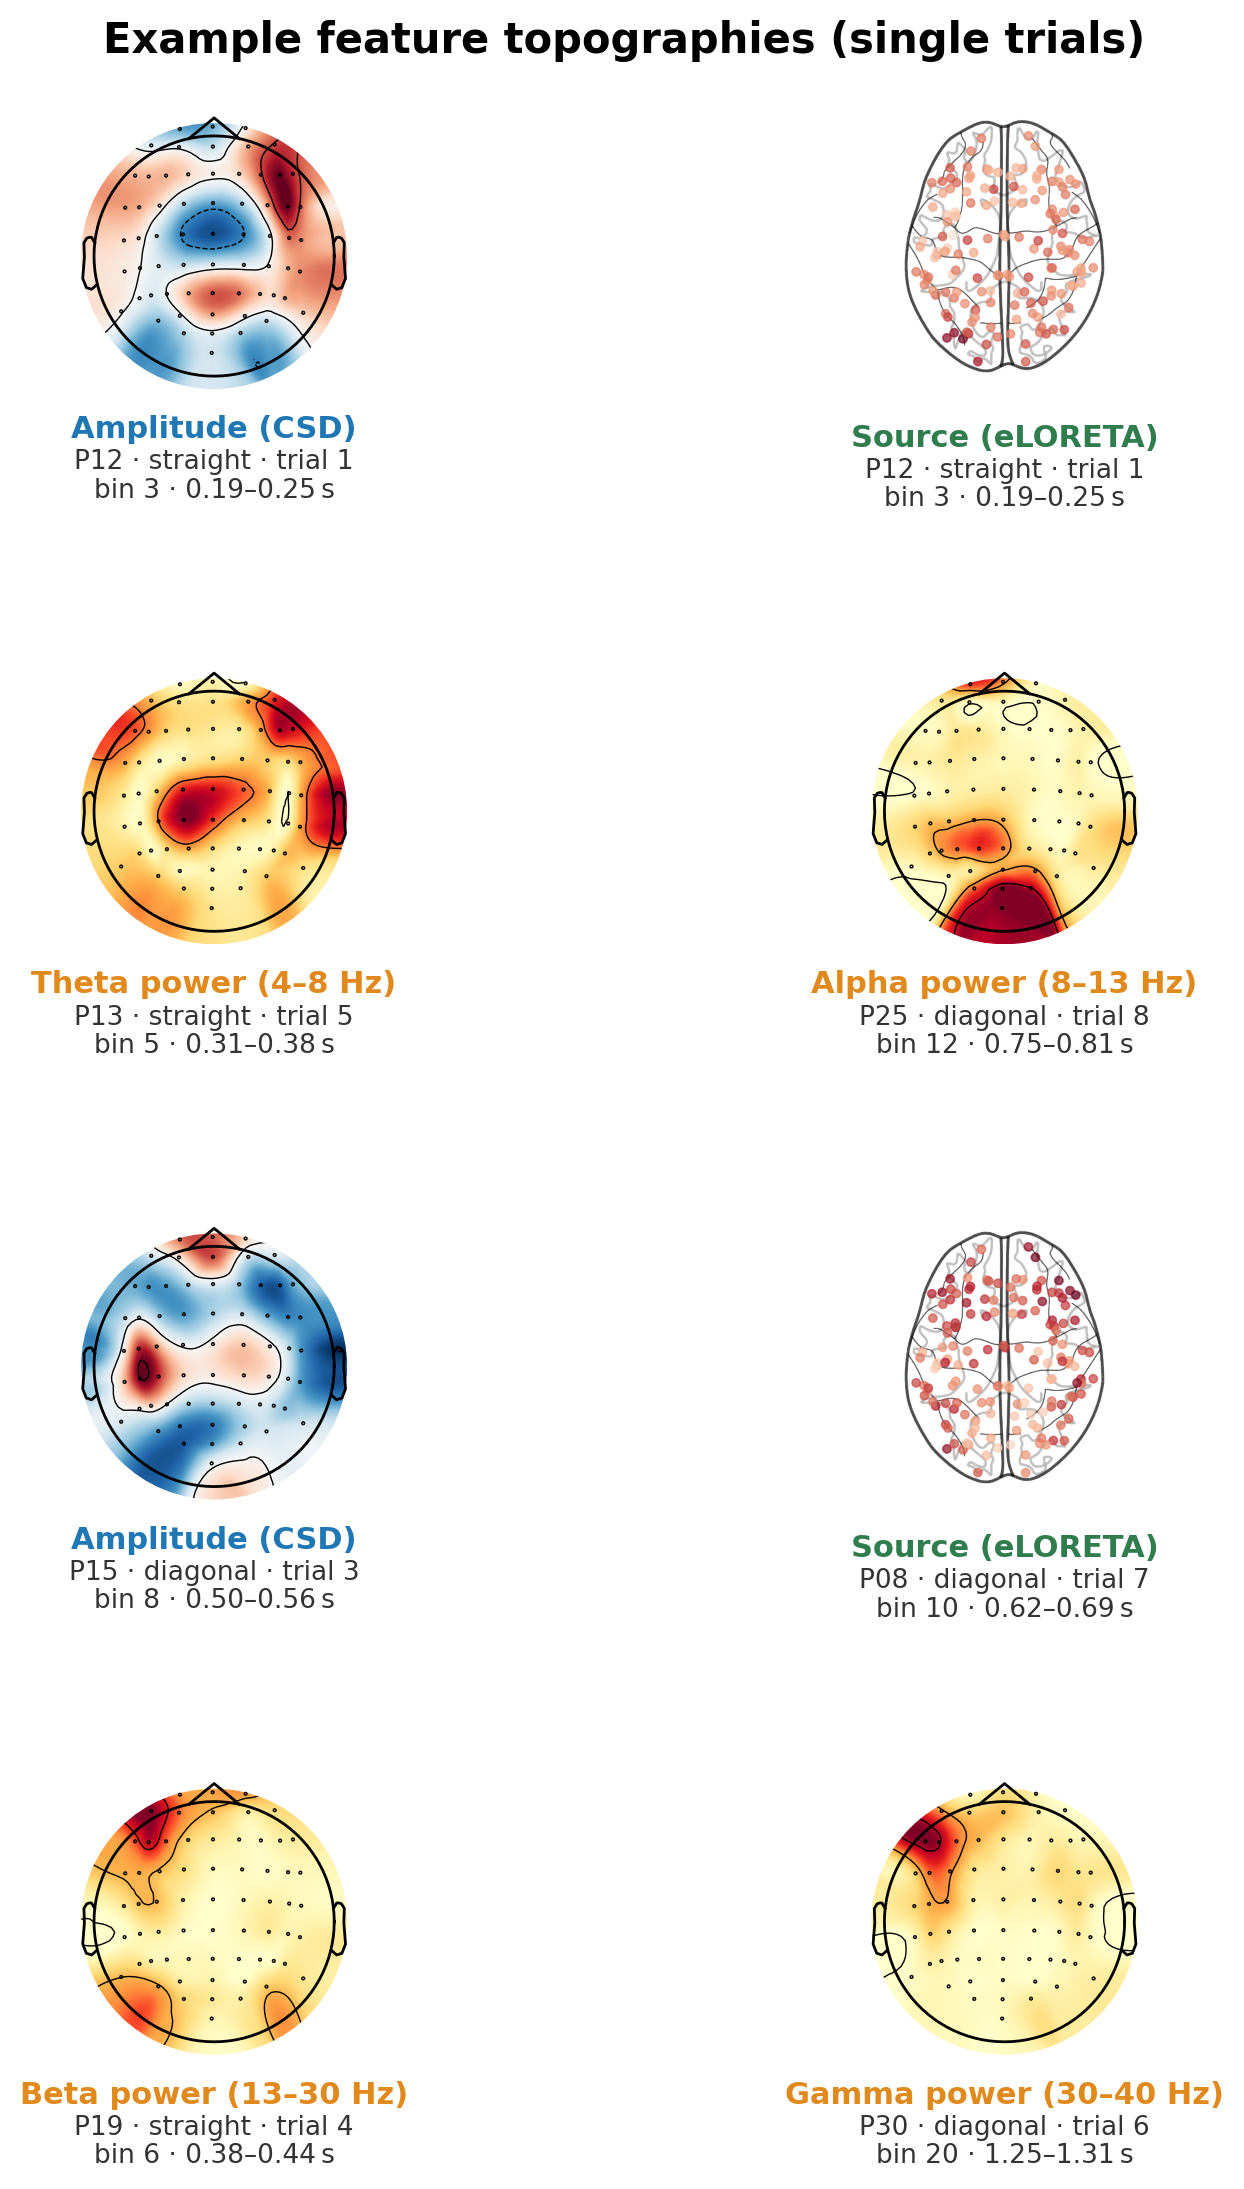 Example feature topographies (single trials)
Amplitude (CSD)
P12 · straight · trial 1
bin 3 · 0.19–0.25 s
Source (eLORETA)
P12 · straight · trial 1
bin 3 · 0.19–0.25 s
Theta power (4–8 Hz)
P13 · straight · trial 5
bin 5 · 0.31–0.38 s
Alpha power (8–13 Hz)
P25 · diagonal · trial 8
bin 12 · 0.75–0.81 s
Amplitude (CSD)
P15 · diagonal · trial 3
bin 8 · 0.50–0.56 s
Source (eLORETA)
P08 · diagonal · trial 7
bin 10 · 0.62–0.69 s
Beta power (13–30 Hz)
P19 · straight · trial 4
bin 6 · 0.38–0.44 s
Gamma power (30–40 Hz)
P30 · diagonal · trial 6
bin 20 · 1.25–1.31 s